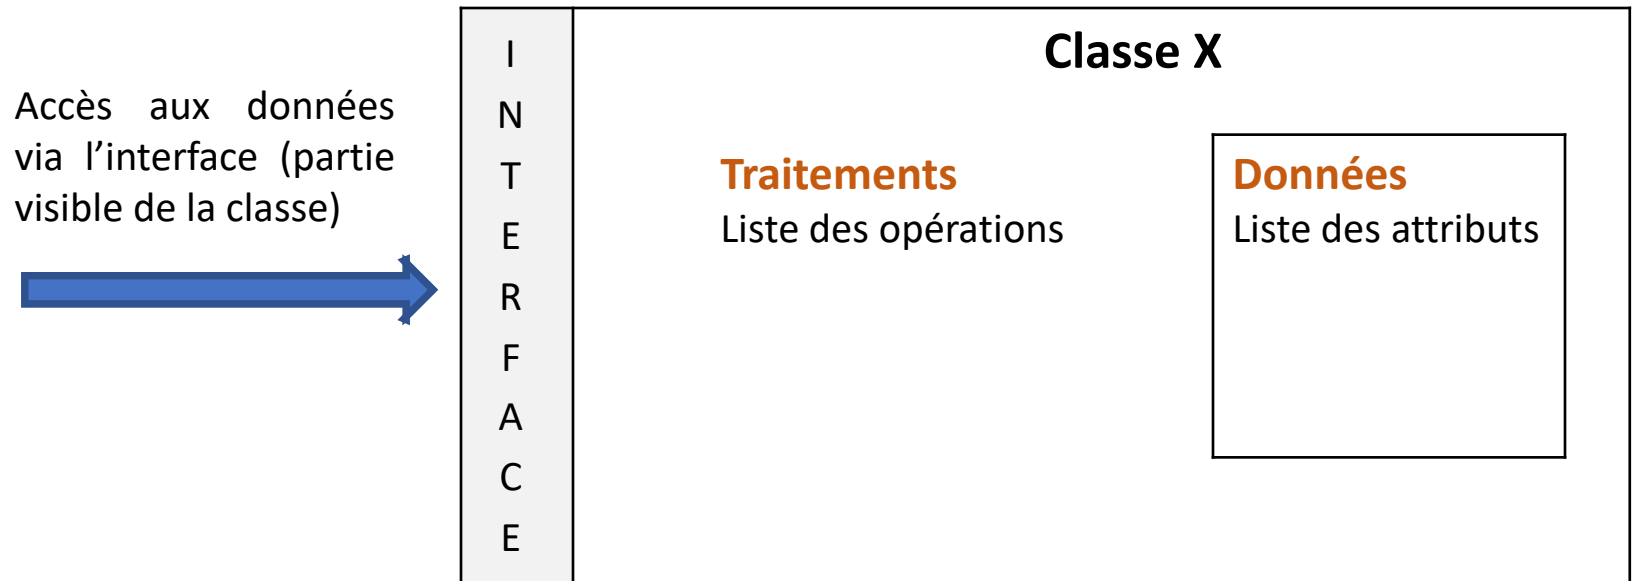 Accès aux données
via l’interface (partie
visible de la classe)
I
N
T
E
R
F
A
C
E
Classe X
Traitements
Liste des opérations
Données
Liste des attributs